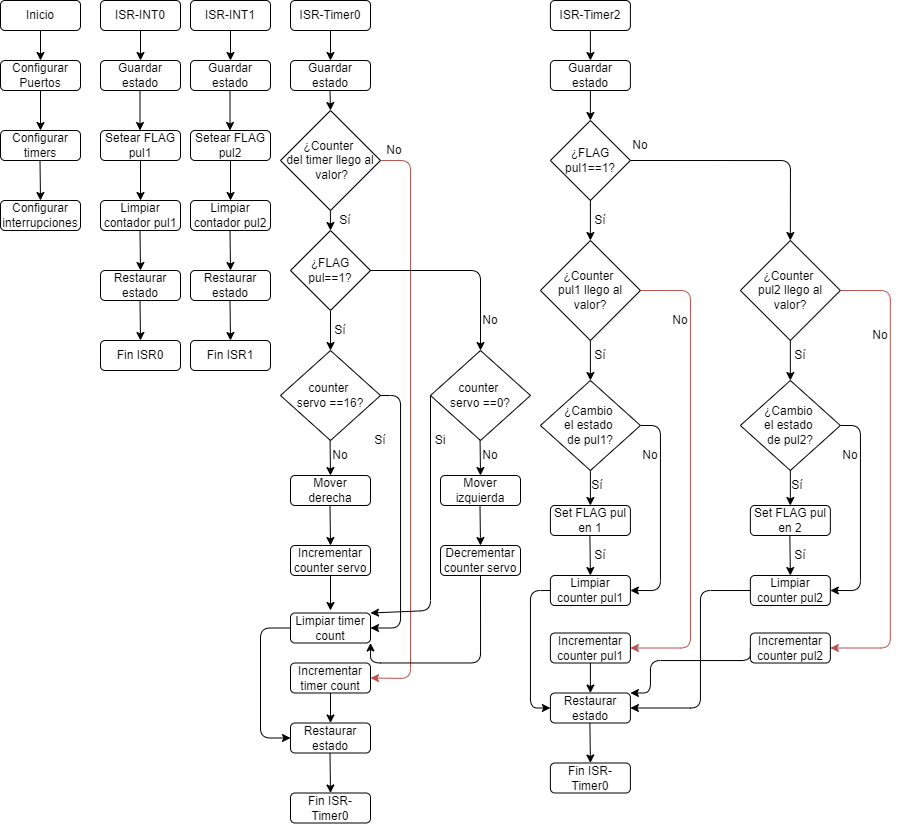 Inicio
Configurar
Puertos
Configurar
timers
Configurar
interrupciones
ISR-INT0
Guardar
estado
Setear FLAG
pul1
Limpiar
contador pul1
Restaurar
estado
Fin ISR0
ISR-INT1
Guardar
estado
Setear FLAG
pul2
Limpiar
contador pul2
Restaurar
estado
Fin ISR1
ISR-Timer0
Guardar
estado
¿Counter
del timer llego al
valor?
No
Sí
¿FLAG
pul==1?
No
Sí
counter
servo ==16?
Sí
No
counter
servo ==0?
Si
No
Mover
derecha
Mover
izquierda
Incrementar
counter servo
Decrementar
counter servo
Limpiar timer
count
Incrementar
timer count
Restaurar
estado
Fin ISR-
Timer0
ISR-Timer2
Guardar
estado
¿FLAG
pul1==1?
No
Sí
¿Counter
pul1 llego al
valor?
No
Sí
¿Cambio
el estado
de pul1?
No
Sí
Set FLAG pul
en 1
Sí
Limpiar
counter pul1
Incrementar
counter pul1
¿Counter
pul2 llego al
valor?
No
Sí
¿Cambio
el estado
de pul2?
No
Sí
Set FLAG pul
en 2
Sí
Limpiar
counter pul2
Incrementar
counter pul2
Restaurar
estado
Fin ISR-
Timer0